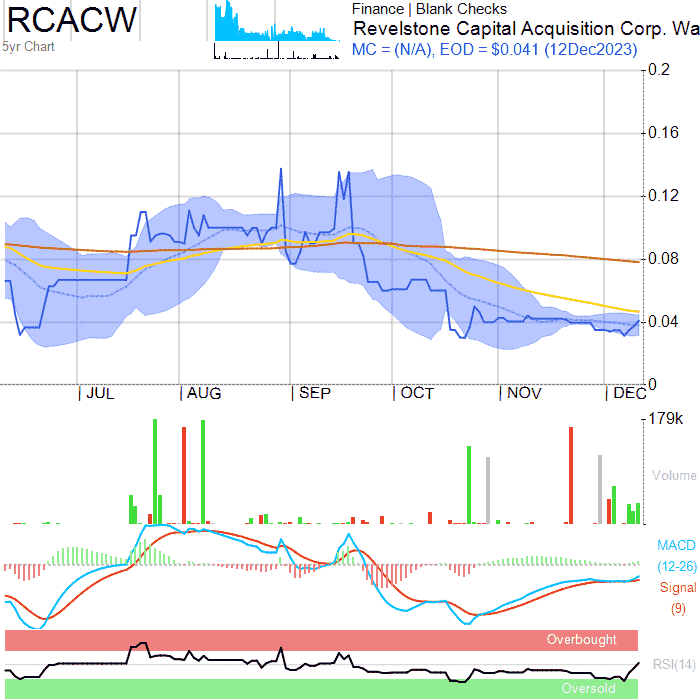 RCACW
5yr Chart
Finance | Blank Checks
Revelstone Capital Acquisition Corp. Wa
MC = (N/A), EOD = $0.041 (12Dec2023)
0.2
0.16
0.12
0.08
0.04
0
JUL AUG SEP OCT NOV DEC
179k
Volume
MACD
(12-26)
Signal
(9)
Overbought
RSI(14)
Oversold